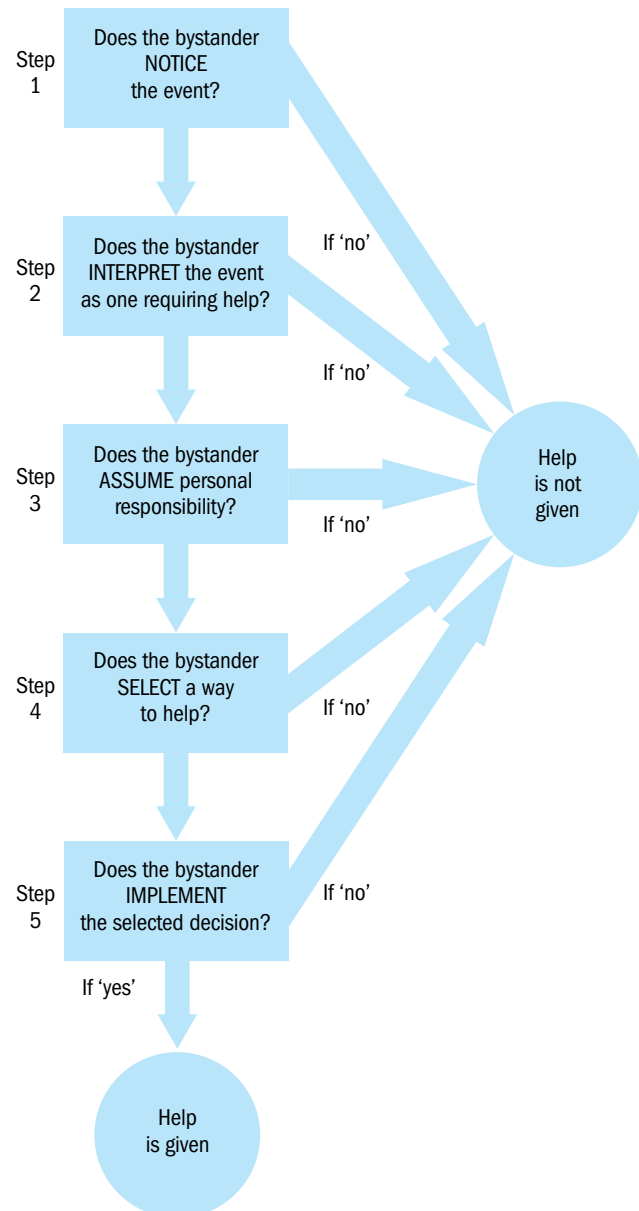 Step
1
Does the bystander
NOTICE
the event?
If ‘no’
Step
2
Does the bystander
INTERPRET the event
as one requiring help?
If ‘no’
Step
3
Does the bystander
ASSUME personal
responsibility?
If ‘no’
Help
is not
given
Step
4
Does the bystander
SELECT a way
to help?
If ‘no’
Step
5
Does the bystander
IMPLEMENT
the selected decision?
If ‘no’
If ‘yes’
Help
is given